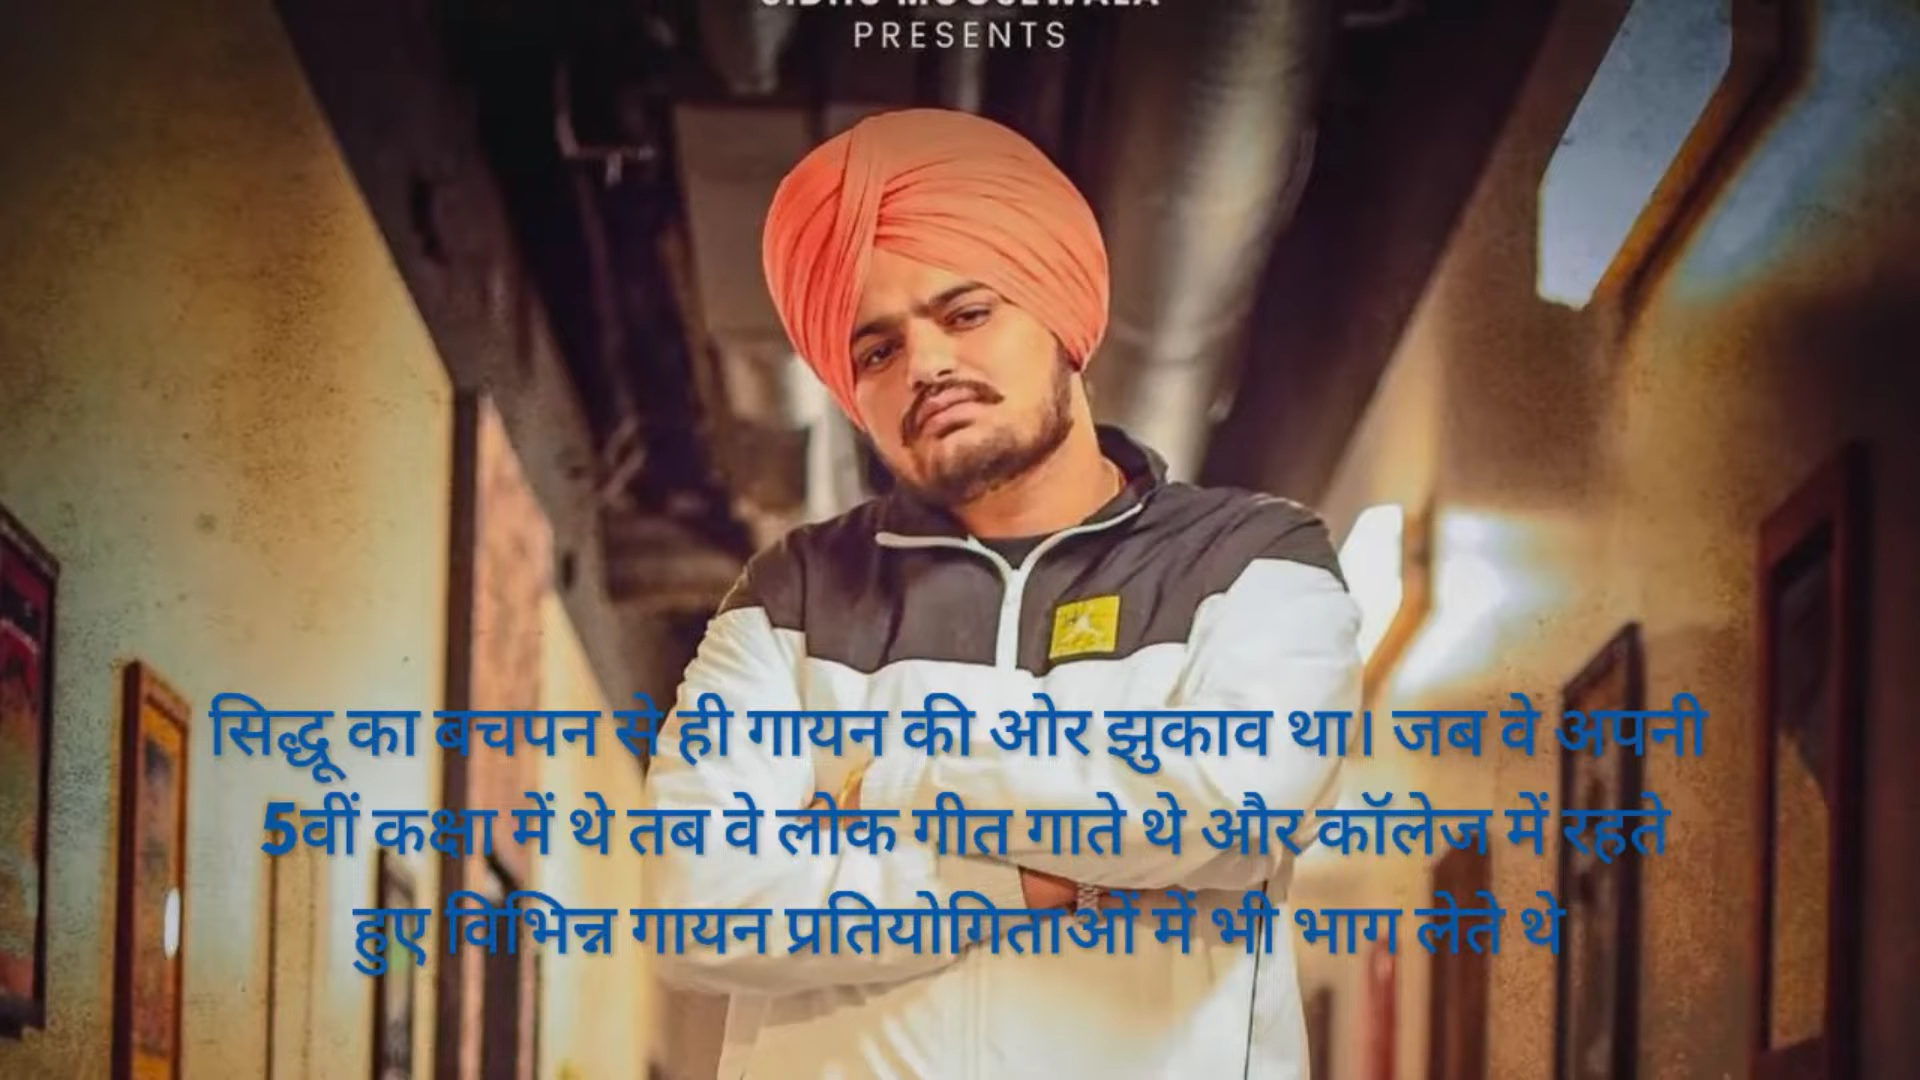 PRESENTS
सिद्धू का बचपन से ही गायन की ओर झुकाव था। जब वे अपनी
5वीं कक्षा में थे तब वे लोक गीत गाते थे और कॉलेज में रहते
हुए विभिन्न गायन प्रतियोगिताओं में भी भाग लेते थे